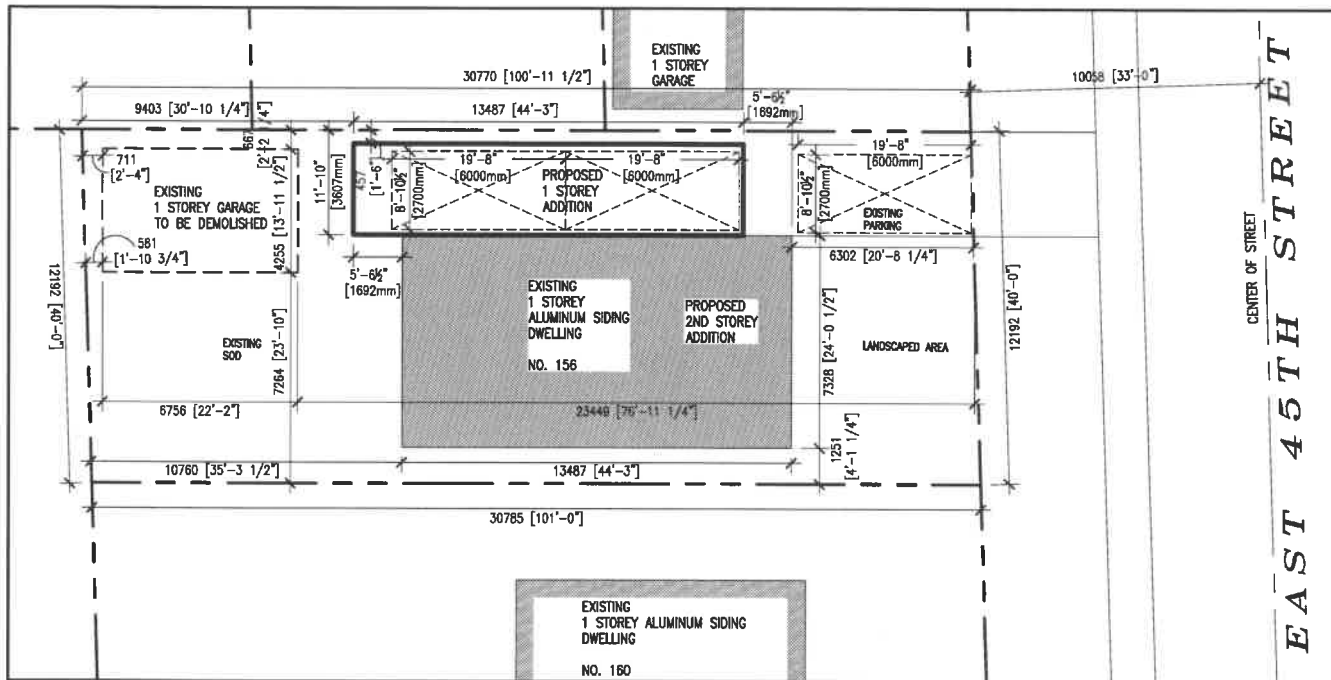 EXISTING
1 STOREY
GARAGE
30770 [100'-11 1/2"]
10058 [33'-0"]
9403 [30'-10 1/4"]
13487 [44'-3"]
5'-6½"
[1692mm]
667
711
[2'-4"]
EXISTING
1 STOREY GARAGE
TO BE DEMOLISHED
581
[1'-10 3/4"]
4255 [13'-11 1/2"]
11'-10"
[3607mm]
457
[1'-6"]
8'-10½"
[2700mm]
19'-8"
[6000mm]
19'-8"
[6000mm]
PROPOSED
1 STOREY
ADDITION
19'-8"
[6000mm]
8'-10½"
[2700mm]
EXISTING
PARKING
6302 [20'-8 1/4"]
5'-6½"
[1692mm]
12192 [40'-0"]
EXISTING
SOD
7264 [23'-10"]
EXISTING
1 STOREY
ALUMINUM SIDING
DWELLING
NO. 156
PROPOSED
2ND STOREY
ADDITION
7328 [24'-0 1/2"]
LANDSCAPED AREA
12192 [40'-0"]
CENTER OF STREET
EAST 45TH STREET
6756 [22'-2"]
23449 [76'-11 1/4"]
1251
[4'-1 1/4"]
10760 [35'-3 1/2"]
13487 [44'-3"]
30785 [101'-0"]
EXISTING
1 STOREY ALUMINUM SIDING
DWELLING
NO. 160